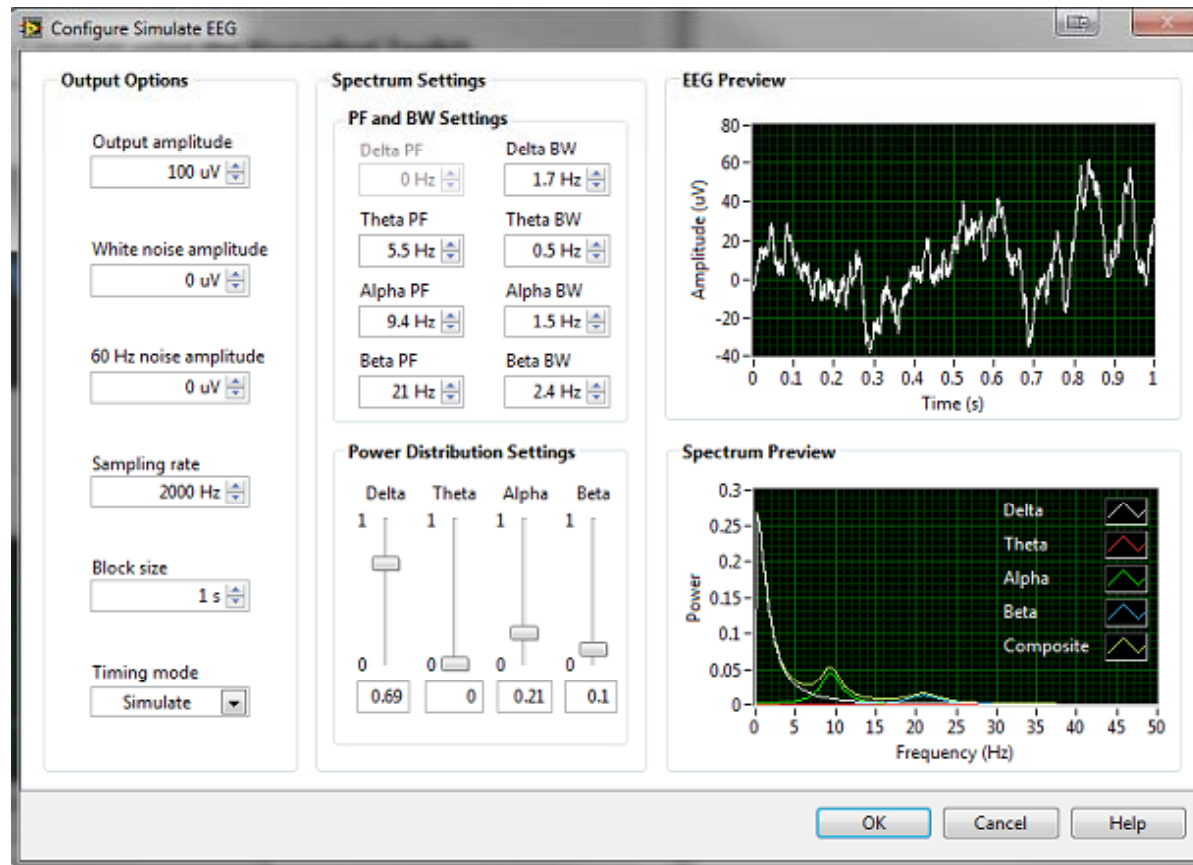 Configure Simulate EEG
Output Options
Output amplitude
100 uV
White noise amplitude
0 uV
60 Hz noise amplitude
0 uV
Sampling rate
2000 Hz
Block size
1 s
Timing mode
Simulate
Spectrum Settings
PF and BW Settings
Delta PF Delta BW
0 Hz 1.7 Hz
Theta PF Theta BW
5.5 Hz 0.5 Hz
Alpha PF Alpha BW
9.4 Hz 1.5 Hz
Beta PF Beta BW
21 Hz 2.4 Hz
Power Distribution Settings
Delta Theta Alpha Beta
1 1 1 1
0 0 0 0
0.69 0 0.21 0.1
EEG Preview
80
60
40
20
0
-20
-40
Amplitude (uV)
0 0.1 0.2 0.3 0.4 0.5 0.6 0.7 0.8 0.9 1
Time (s)
Spectrum Preview
0.3
0.25
0.2
0.15
0.1
0.05
0
Power
Delta
Theta
Alpha
Beta
Composite
0 5 10 15 20 25 30 35 40 45 50
Frequency (Hz)
OK Cancel Help